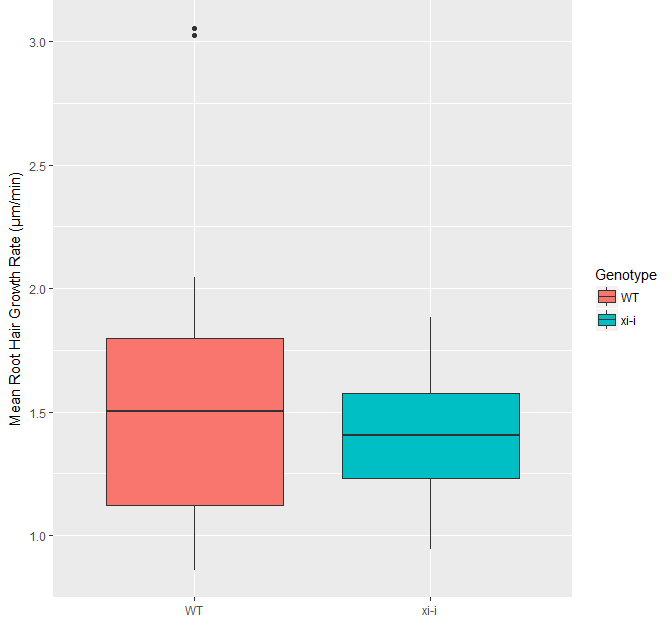 Mean Root Hair Growth Rate (µm/min)
3.0
2.5
2.0
1.5
1.0
WT
xi-i
Genotype
WT
xi-i